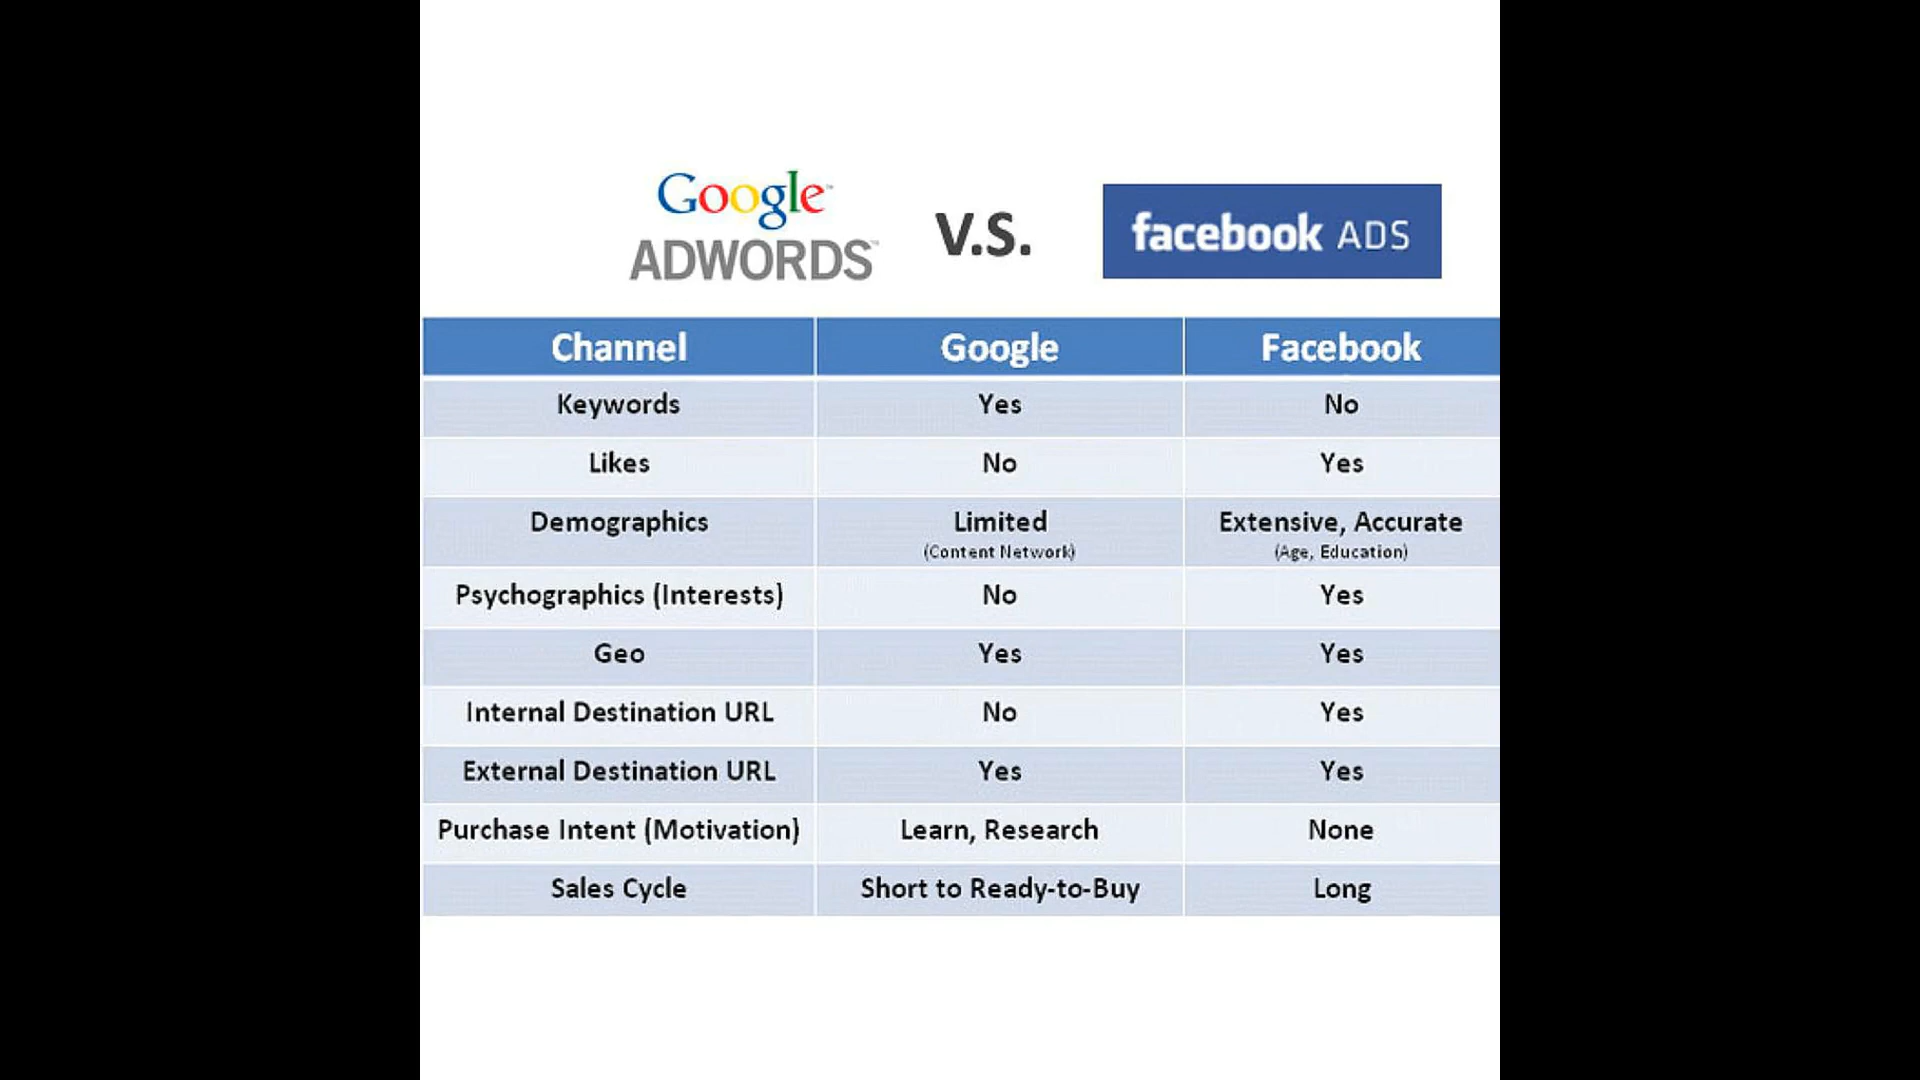 Google™
ADWORDS™
V.S.
facebook ADS
Channel Google Facebook
Keywords Yes No
Likes No Yes
Demographics Limited Extensive, Accurate
(Content Network) (Age, Education)
Psychographics (Interests) No Yes
Geo Yes Yes
Internal Destination URL No Yes
External Destination URL Yes Yes
Purchase Intent (Motivation) Learn, Research None
Sales Cycle Short to Ready-to-Buy Long